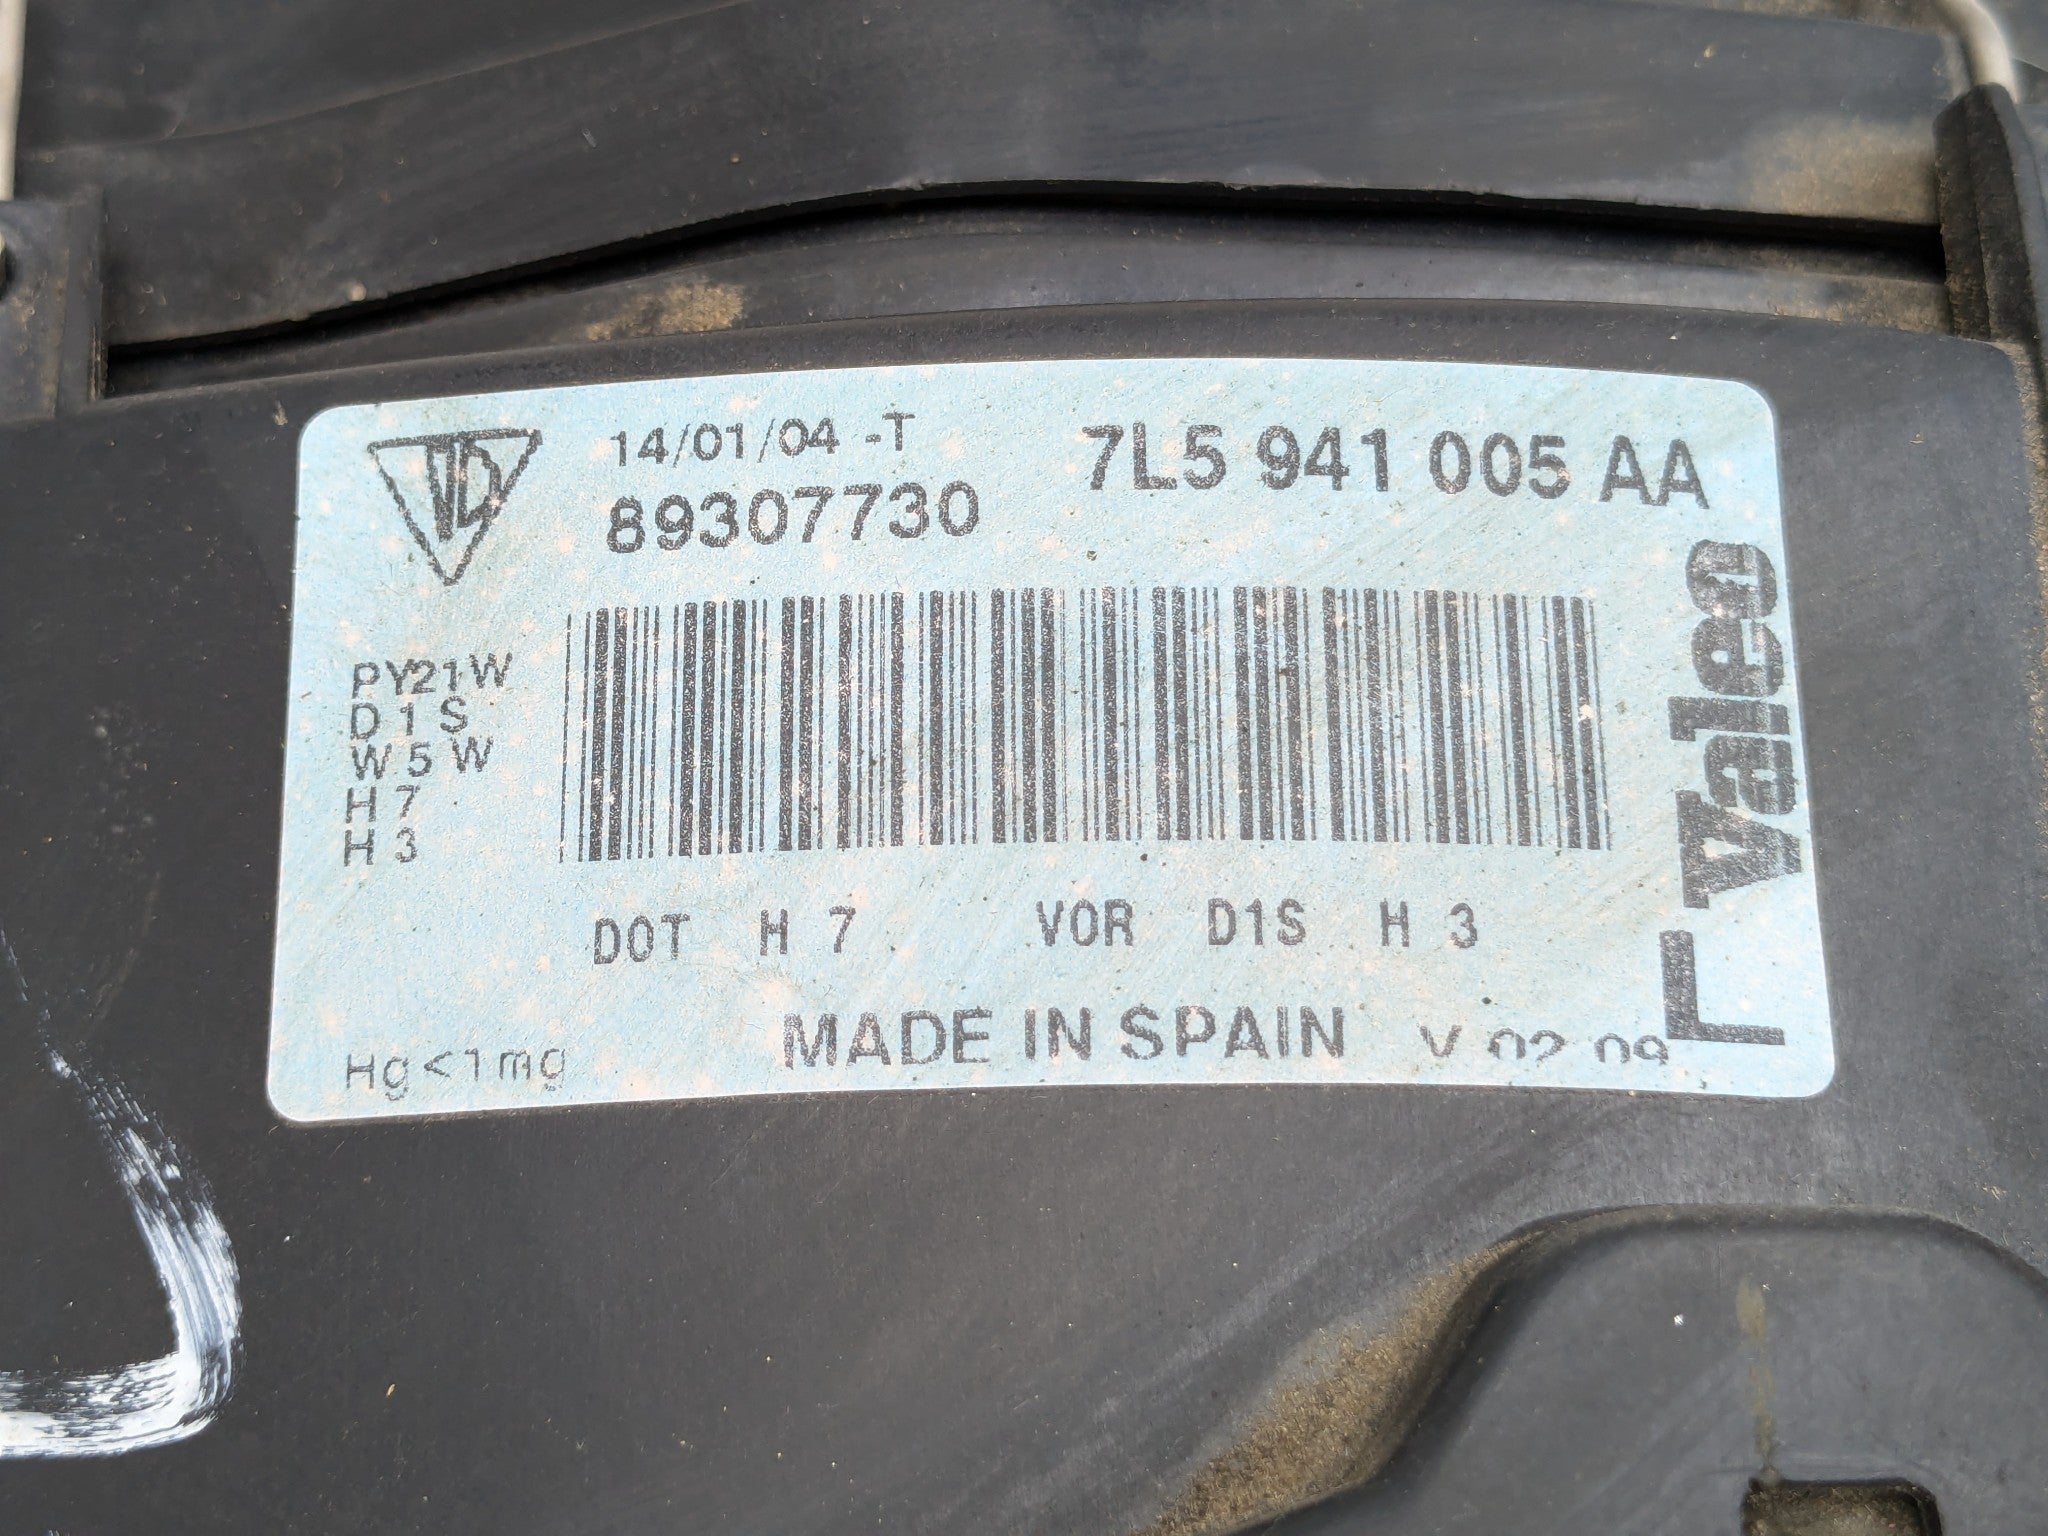 14/01/04 -T
7L5 941 005 AA
89307730
PY21W
D1S
W5W
H7
H3
Valeo
L
DOT H 7 VOR D1S H 3
MADE IN SPAIN
Hg<1mg